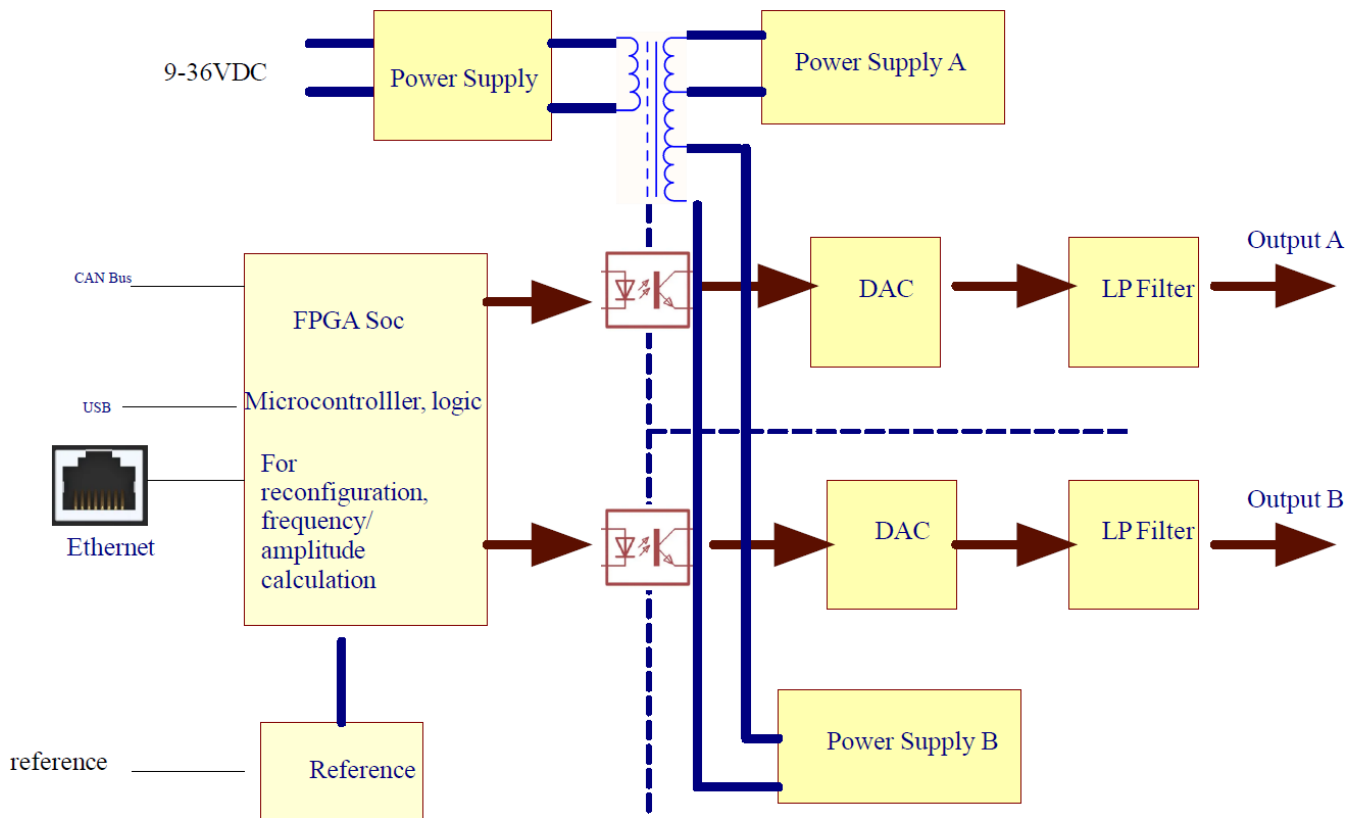 9-36VDC
Power Supply
Power Supply A
CAN Bus
FPGA Soc
DAC
LP Filter
Output A
Microcontrolller, logic
USB
For
reconfiguration,
frequency/
amplitude
calculation
Ethernet
DAC
LP Filter
Output B
reference
Reference
Power Supply B